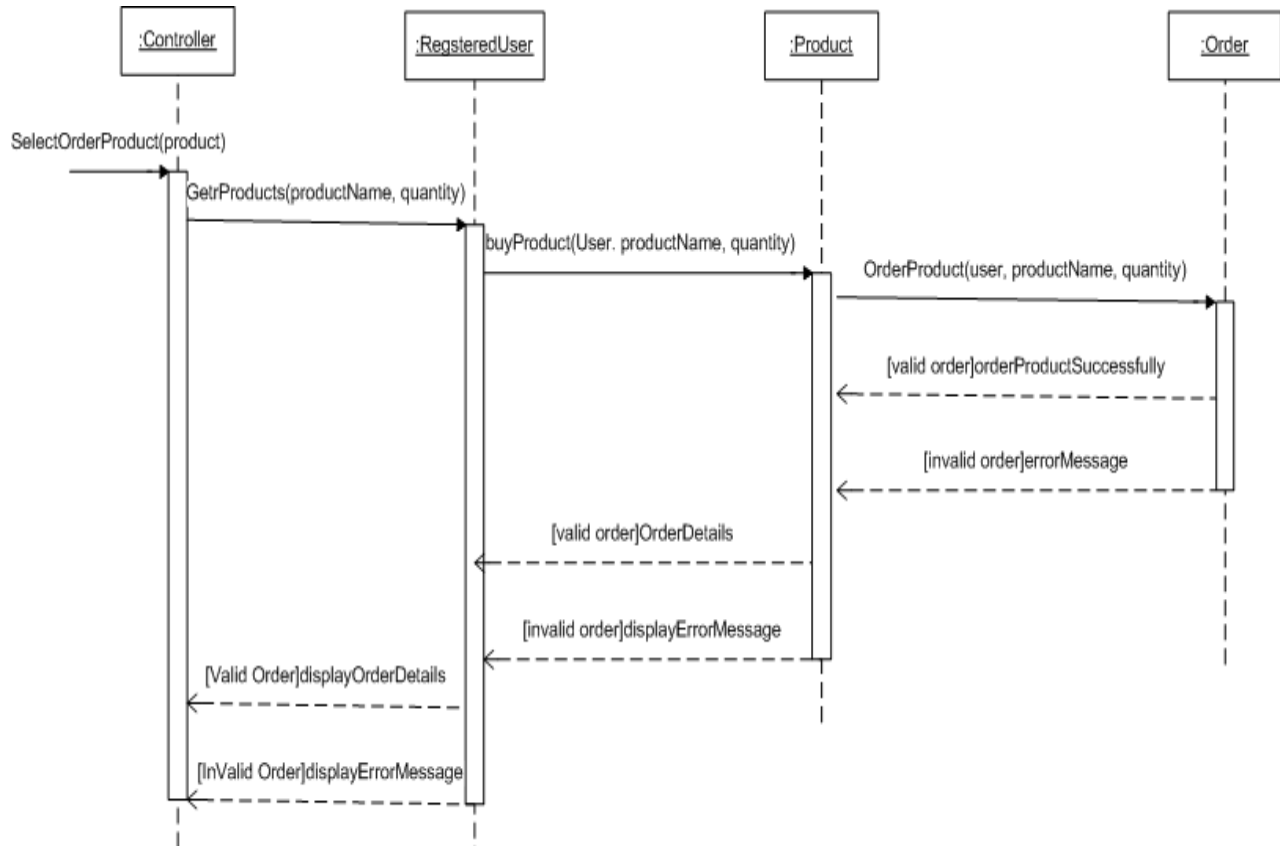 :Controller
:RegsteredUser
:Product
:Order
SelectOrderProduct(product)
GetrProducts(productName, quantity)
buyProduct(User. productName, quantity)
OrderProduct(user, productName, quantity)
[valid order]orderProductSuccessfully
[invalid order]errorMessage
[valid order]OrderDetails
[invalid order]displayErrorMessage
[Valid Order]displayOrderDetails
[InValid Order]displayErrorMessage